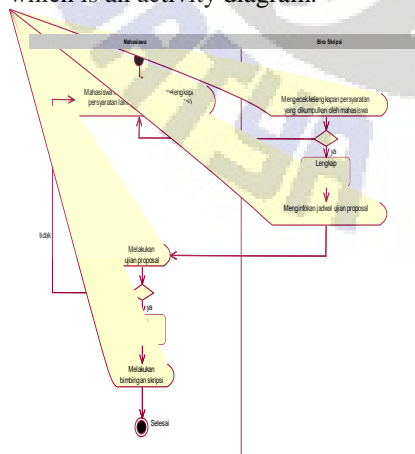 which is an activity diagram.
Mahasiswa
Biro Skripsi
Mahasiswa
elengkapi
persyaratan
Mengecek kelengkapan persyaratan
yang dikumpulkan oleh mahasiswa
ya
Lengkap
Menginfokan jadwal ujian proposal
tidak
Melakukan
ujian proposal
ya
Melakukan
bimbingan skripsi
Selesai